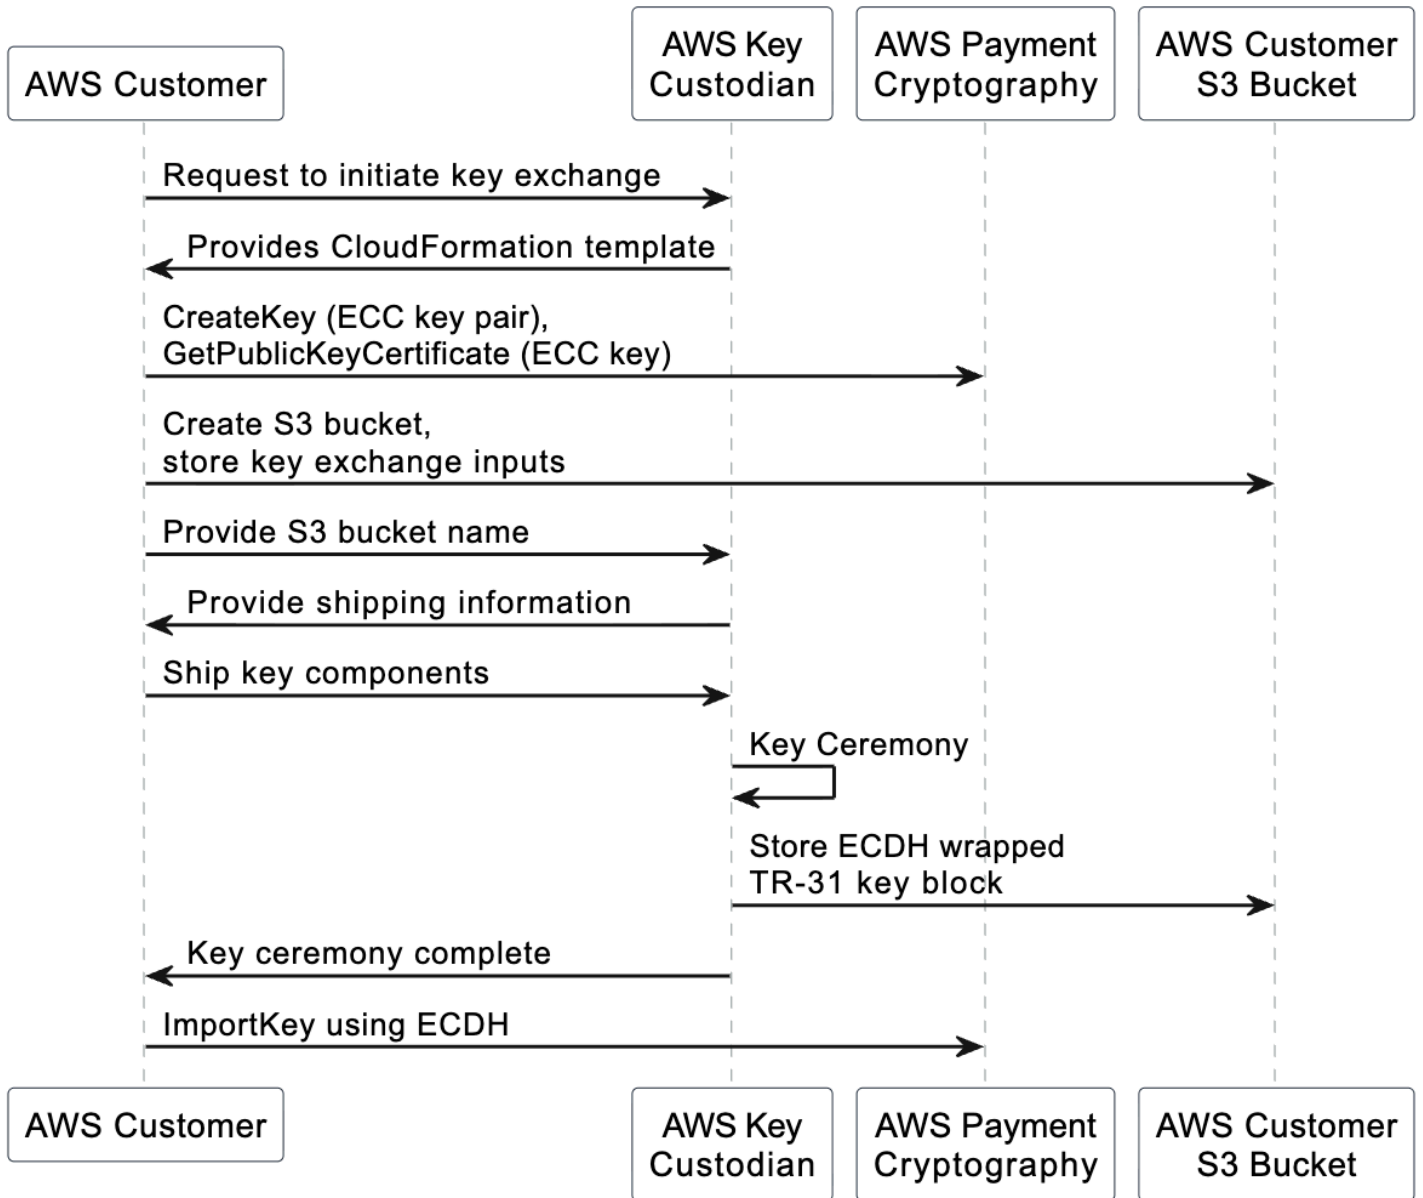 AWS Customer
AWS Key
Custodian
AWS Payment
Cryptography
AWS Customer
S3 Bucket
Request to initiate key exchange
Provides CloudFormation template
CreateKey (ECC key pair),
GetPublicKeyCertificate (ECC key)
Create S3 bucket,
store key exchange inputs
Provide S3 bucket name
Provide shipping information
Ship key components
Key Ceremony
Store ECDH wrapped
TR-31 key block
Key ceremony complete
ImportKey using ECDH
AWS Customer
AWS Key
Custodian
AWS Payment
Cryptography
AWS Customer
S3 Bucket